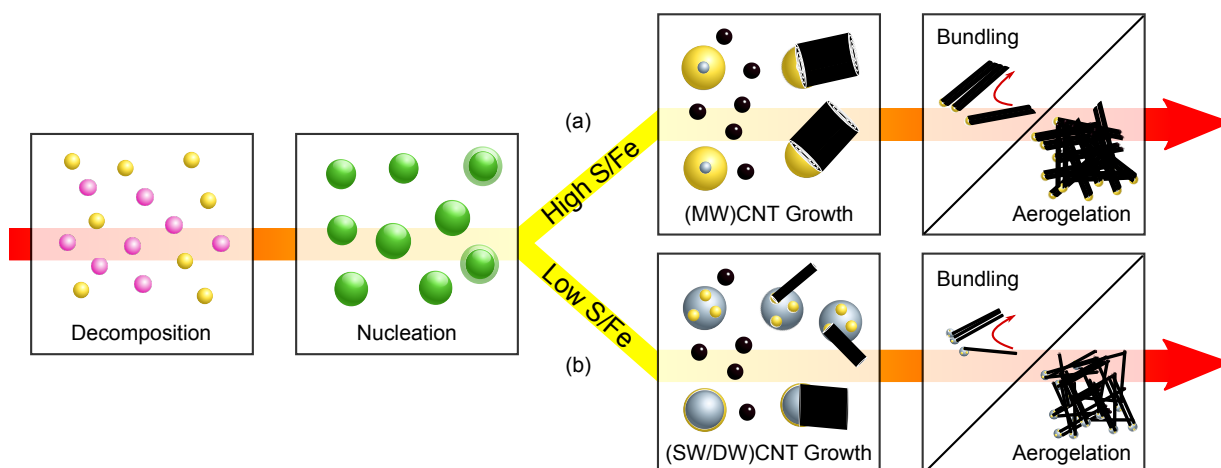 Decomposition
Nucleation
High S/Fe
Low S/Fe
(a)
(MW)CNT Growth
Bundling
Aerogelation
(b)
(SW/DW)CNT Growth
Bundling
Aerogelation